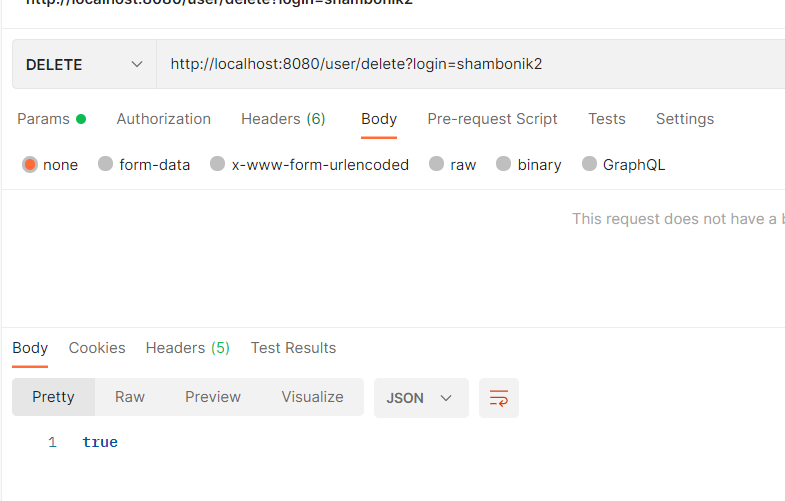 http://localhost:8080/user/delete?login=shambonik2
DELETE http://localhost:8080/user/delete?login=shambonik2
Params Authorization Headers (6) Body Pre-request Script Tests Settings
none form-data x-www-form-urlencoded raw binary GraphQL
This request does not have a
Body Cookies Headers (5) Test Results
Pretty Raw Preview Visualize JSON
1 true